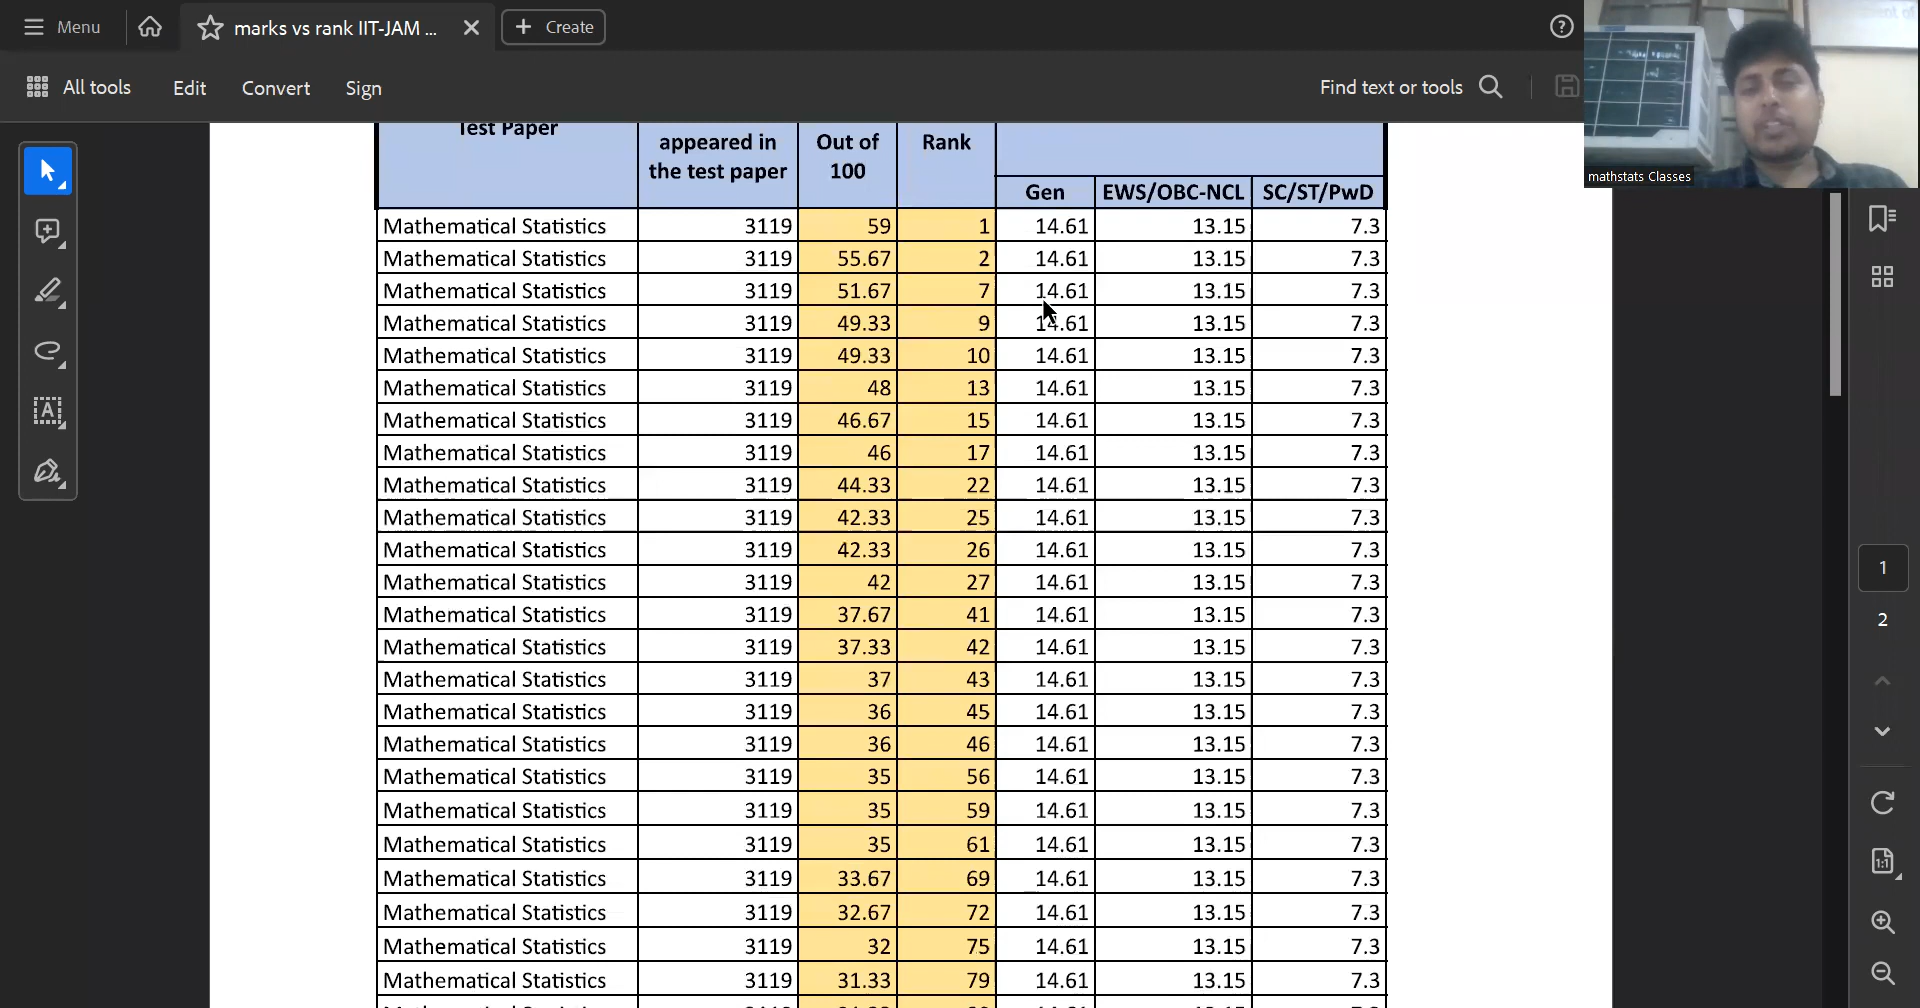 Menu
marks vs rank IIT-JAM ...
Create
All tools
Edit
Convert
Sign
Find text or tools
mathstats Classes
Test Paper
appeared in the test paper
Out of 100
Rank
Gen EWS/OBC-NCL SC/ST/PwD
Mathematical Statistics 3119 59 1 14.61 13.15 7.3
Mathematical Statistics 3119 55.67 2 14.61 13.15 7.3
Mathematical Statistics 3119 51.67 7 14.61 13.15 7.3
Mathematical Statistics 3119 49.33 9 14.61 13.15 7.3
Mathematical Statistics 3119 49.33 10 14.61 13.15 7.3
Mathematical Statistics 3119 48 13 14.61 13.15 7.3
Mathematical Statistics 3119 46.67 15 14.61 13.15 7.3
Mathematical Statistics 3119 46 17 14.61 13.15 7.3
Mathematical Statistics 3119 44.33 22 14.61 13.15 7.3
Mathematical Statistics 3119 42.33 25 14.61 13.15 7.3
Mathematical Statistics 3119 42.33 26 14.61 13.15 7.3
Mathematical Statistics 3119 42 27 14.61 13.15 7.3
Mathematical Statistics 3119 37.67 41 14.61 13.15 7.3
Mathematical Statistics 3119 37.33 42 14.61 13.15 7.3
Mathematical Statistics 3119 37 43 14.61 13.15 7.3
Mathematical Statistics 3119 36 45 14.61 13.15 7.3
Mathematical Statistics 3119 36 46 14.61 13.15 7.3
Mathematical Statistics 3119 35 56 14.61 13.15 7.3
Mathematical Statistics 3119 35 59 14.61 13.15 7.3
Mathematical Statistics 3119 35 61 14.61 13.15 7.3
Mathematical Statistics 3119 33.67 69 14.61 13.15 7.3
Mathematical Statistics 3119 32.67 72 14.61 13.15 7.3
Mathematical Statistics 3119 32 75 14.61 13.15 7.3
Mathematical Statistics 3119 31.33 79 14.61 13.15 7.3
1
2